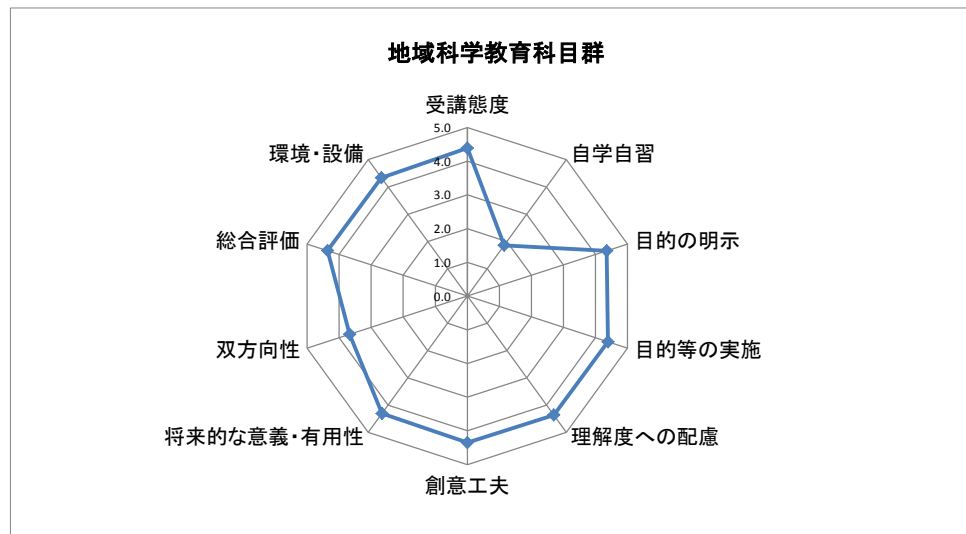 地域科学教育科目群
受講態度
自学自習
目的の明示
目的等の実施
理解度への配慮
創意工夫
将来的な意義・有用性
双方向性
総合評価
環境・設備
5.0
4.0
3.0
2.0
1.0
0.0